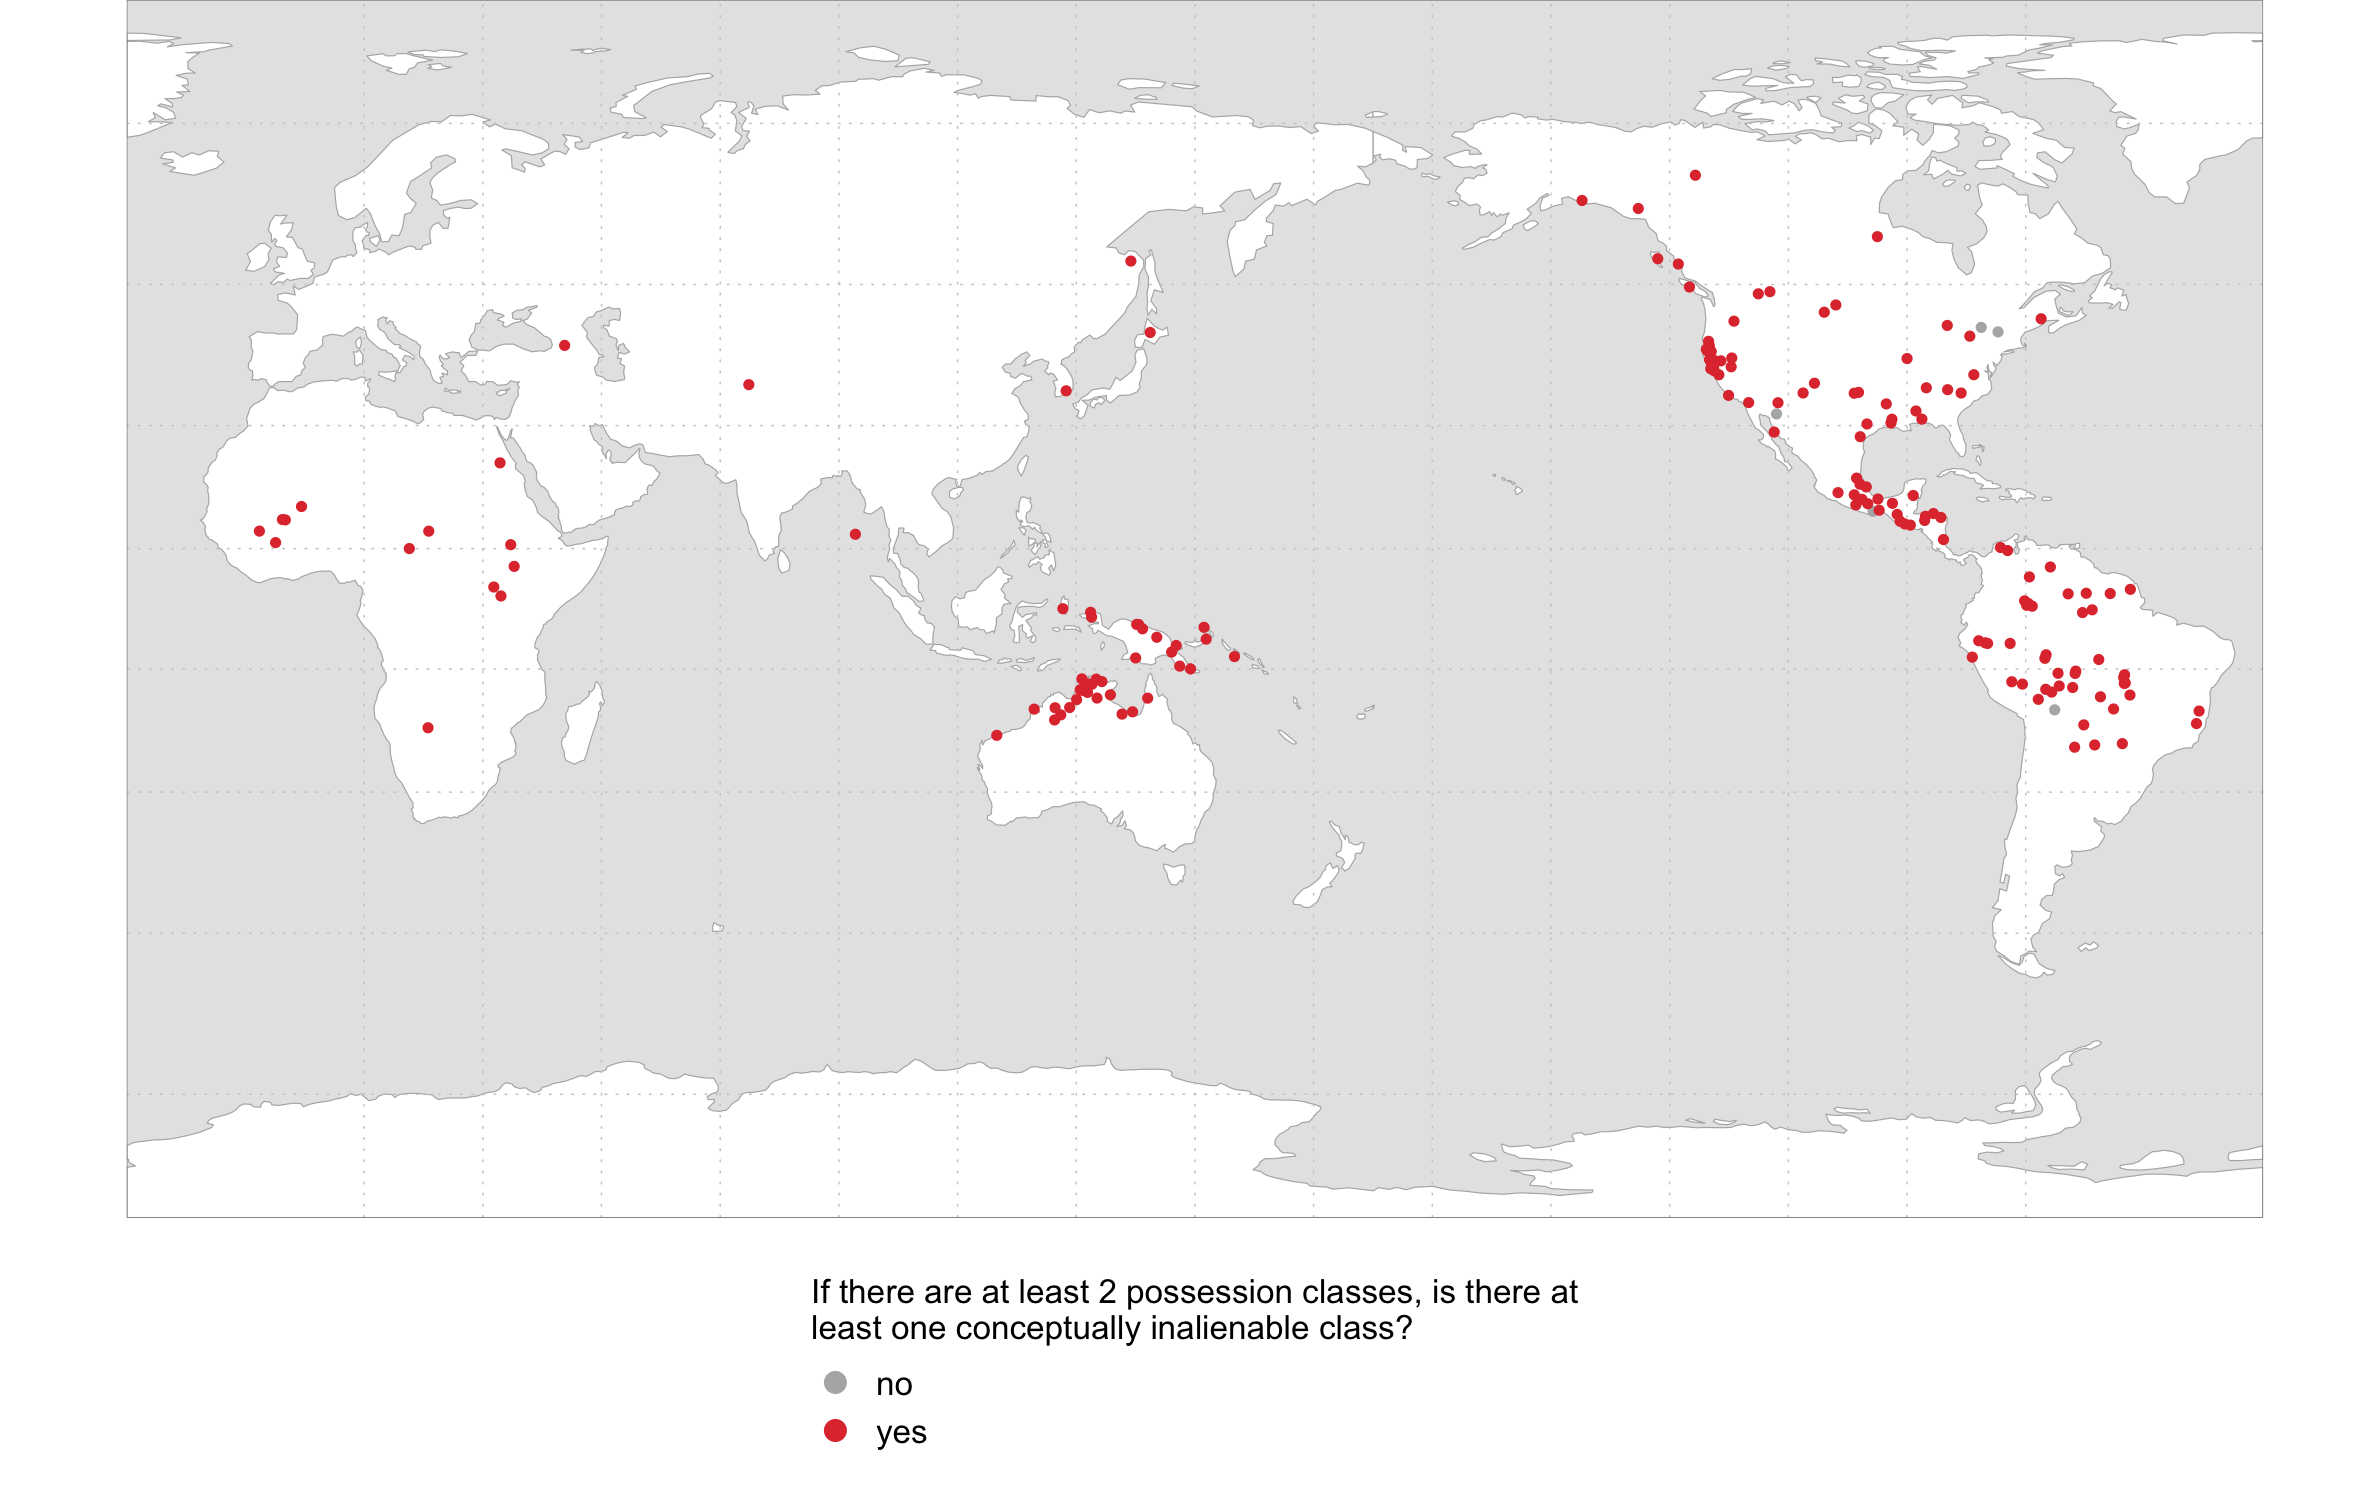 If there are at least 2 possession classes, is there at
least one conceptually inalienable class?
no
yes